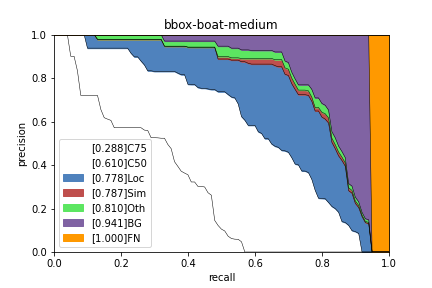 bbox-boat-medium
precision
1.0
0.8
0.6
0.4
0.2
0.0
[0.288]C75
[0.610]C50
[0.778]Loc
[0.787]Sim
[0.810]Oth
[0.941]BG
[1.000]FN
0.0 0.2 0.4 0.6 0.8 1.0
recall